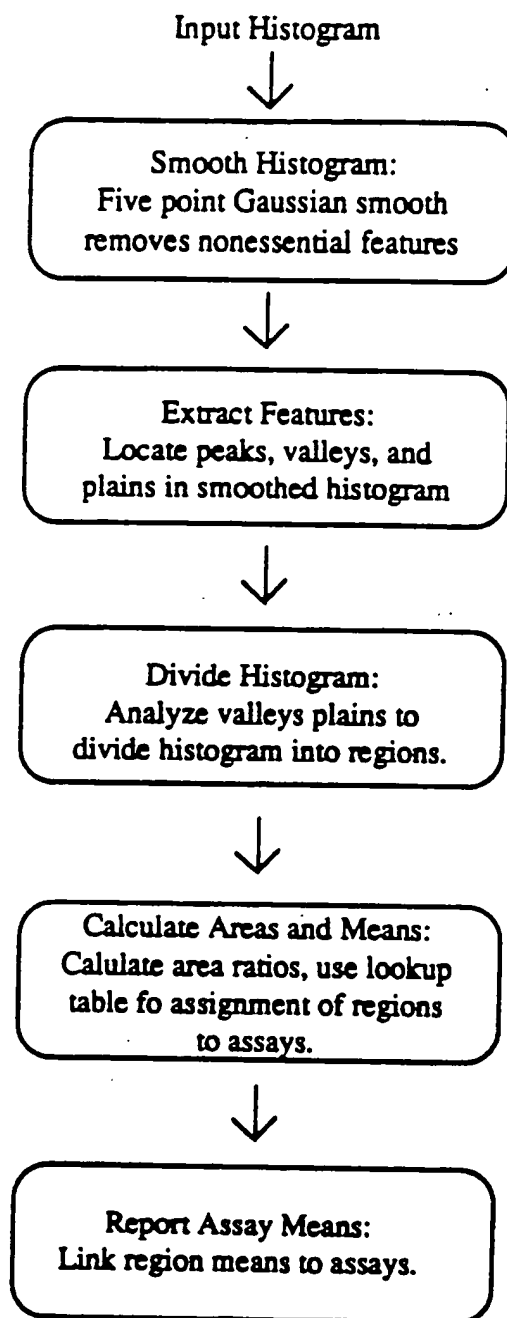 Input Histogram
Smooth Histogram:
Five point Gaussian smooth
removes nonessential features
Extract Features:
Locate peaks, valleys, and
plains in smoothed histogram
Divide Histogram:
Analyze valleys plains to
divide histogram into regions.
Calculate Areas and Means:
Calulate area ratios, use lookup
table fo assignment of regions
to assays.
Report Assay Means:
Link region means to assays.